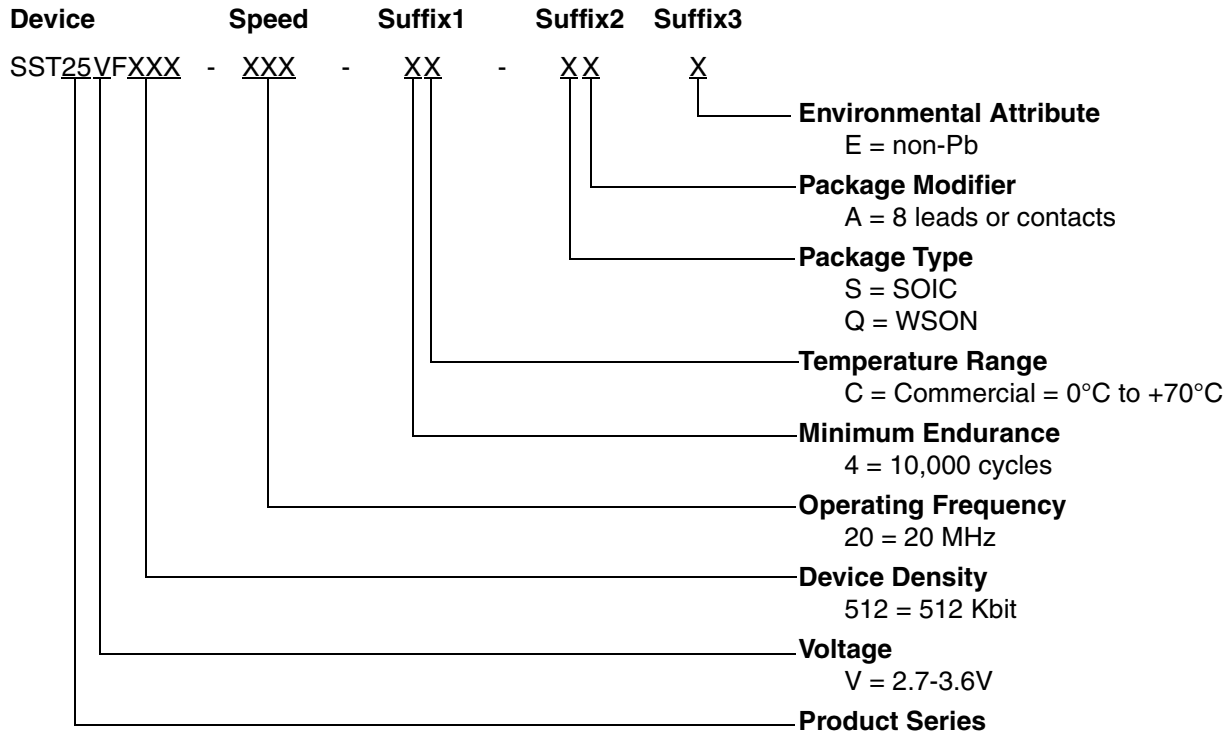 Device Speed Suffix1 Suffix2 Suffix3
SST25VFXXX - XXX - XX - XX X
Environmental Attribute
E = non-Pb
Package Modifier
A = 8 leads or contacts
Package Type
S = SOIC
Q = WSON
Temperature Range
C = Commercial = 0°C to +70°C
Minimum Endurance
4 = 10,000 cycles
Operating Frequency
20 = 20 MHz
Device Density
512 = 512 Kbit
Voltage
V = 2.7-3.6V
Product Series